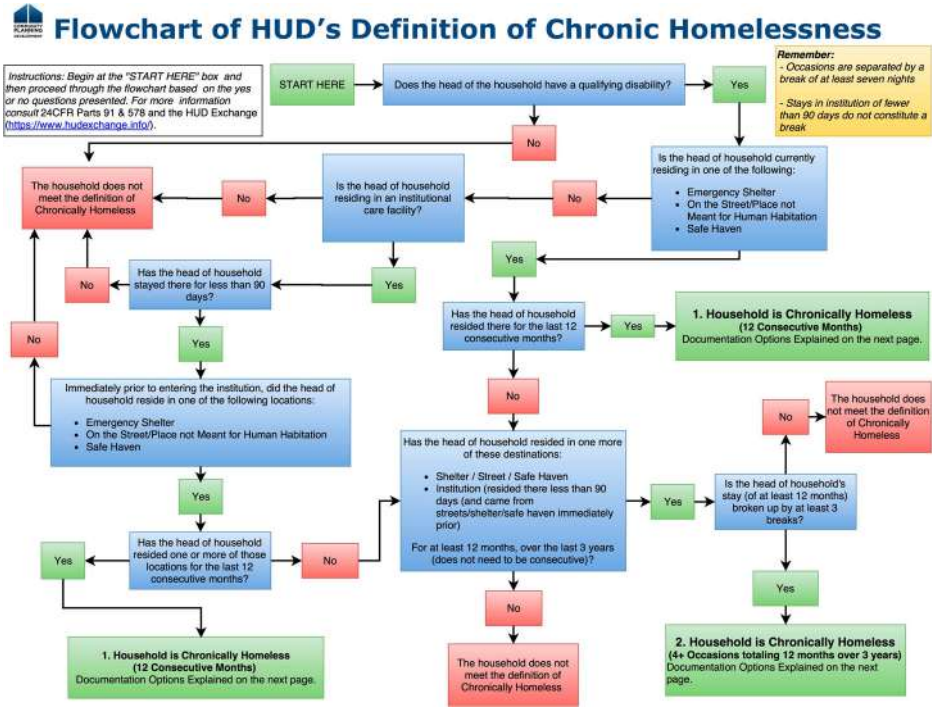 COMMUNITY
PLANNING
DEVELOPMENT
Flowchart of HUD's Definition of Chronic Homelessness
Instructions: Begin at the "START HERE" box and
then proceed through the flowchart based on the yes
or no questions presented. For more information
consult 24CFR Parts 91 & 578 and the HUD Exchange
(https://www.hudexchange.info/).
START HERE
Does the head of the household have a qualifying disability?
Yes
Remember:
- Occasions are separated by a
break of at least seven nights
- Stays in institution of fewer
than 90 days do not constitute a
break
No
The household does not
meet the definition of
Chronically Homeless
No
Is the head of household
residing in an institutional
care facility?
No
Is the head of household currently
residing in one of the following:
• Emergency Shelter
• On the Street/Place not
Meant for Human Habitation
• Safe Haven
No
Has the head of household
stayed there for less than 90
days?
Yes
Yes
No
Yes
Has the head of household
resided there for the last 12
consecutive months?
Yes
1. Household is Chronically Homeless
(12 Consecutive Months)
Documentation Options Explained on the next page.
Immediately prior to entering the institution, did the head of
household reside in one of the following locations:
• Emergency Shelter
• On the Street/Place not Meant for Human Habitation
• Safe Haven
No
No
The household does
not meet the definition
of Chronically
Homeless
Has the head of household resided in one more
of these destinations:
• Shelter / Street / Safe Haven
• Institution (resided there less than 90
days (and came from
streets/shelter/safe haven immediately
prior)
For at least 12 months, over the last 3 years
(does not need to be consecutive)?
Yes
Is the head of household's
stay (of at least 12 months)
broken up by at least 3
breaks?
Yes
Yes
Has the head of household
resided one or more of those
locations for the last 12
consecutive months?
No
Yes
No
1. Household is Chronically Homeless
(12 Consecutive Months)
Documentation Options Explained on the next page.
The household does not
meet the definition of
Chronically Homeless
2. Household is Chronically Homeless
(4+ Occasions totaling 12 months over 3 years)
Documentation Options Explained on the next
page.